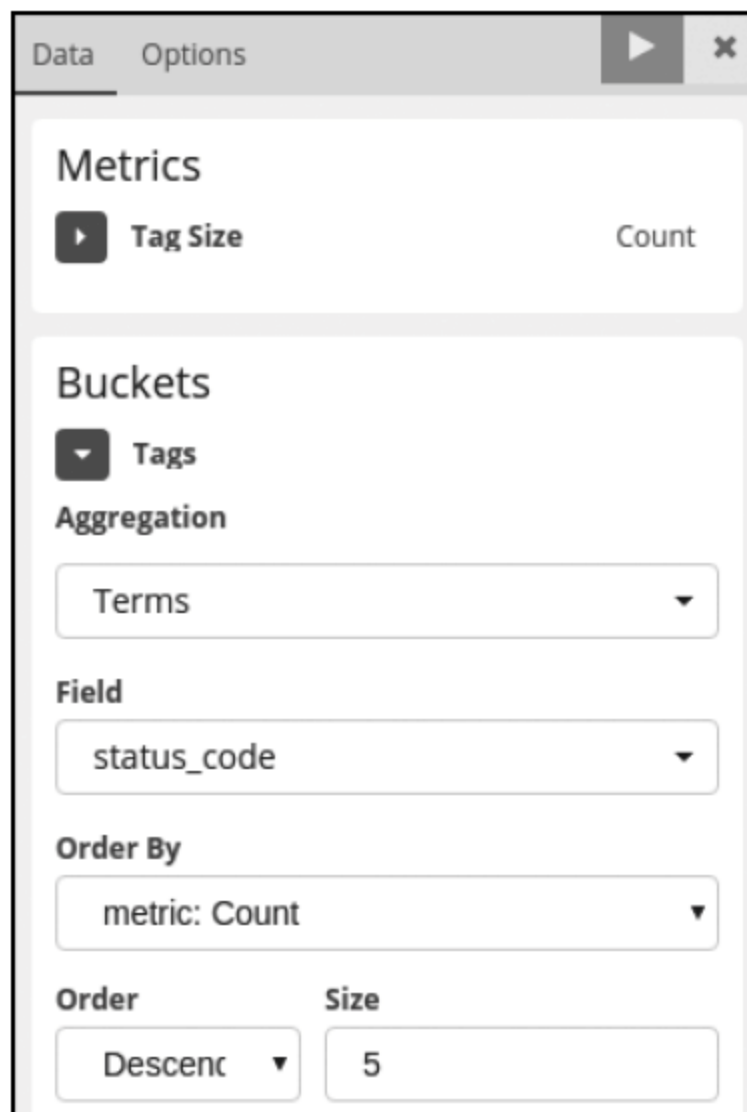 Data Options
Metrics
Tag Size Count
Buckets
Tags
Aggregation
Terms
Field
status_code
Order By
metric: Count
Order Size
Descenc 5